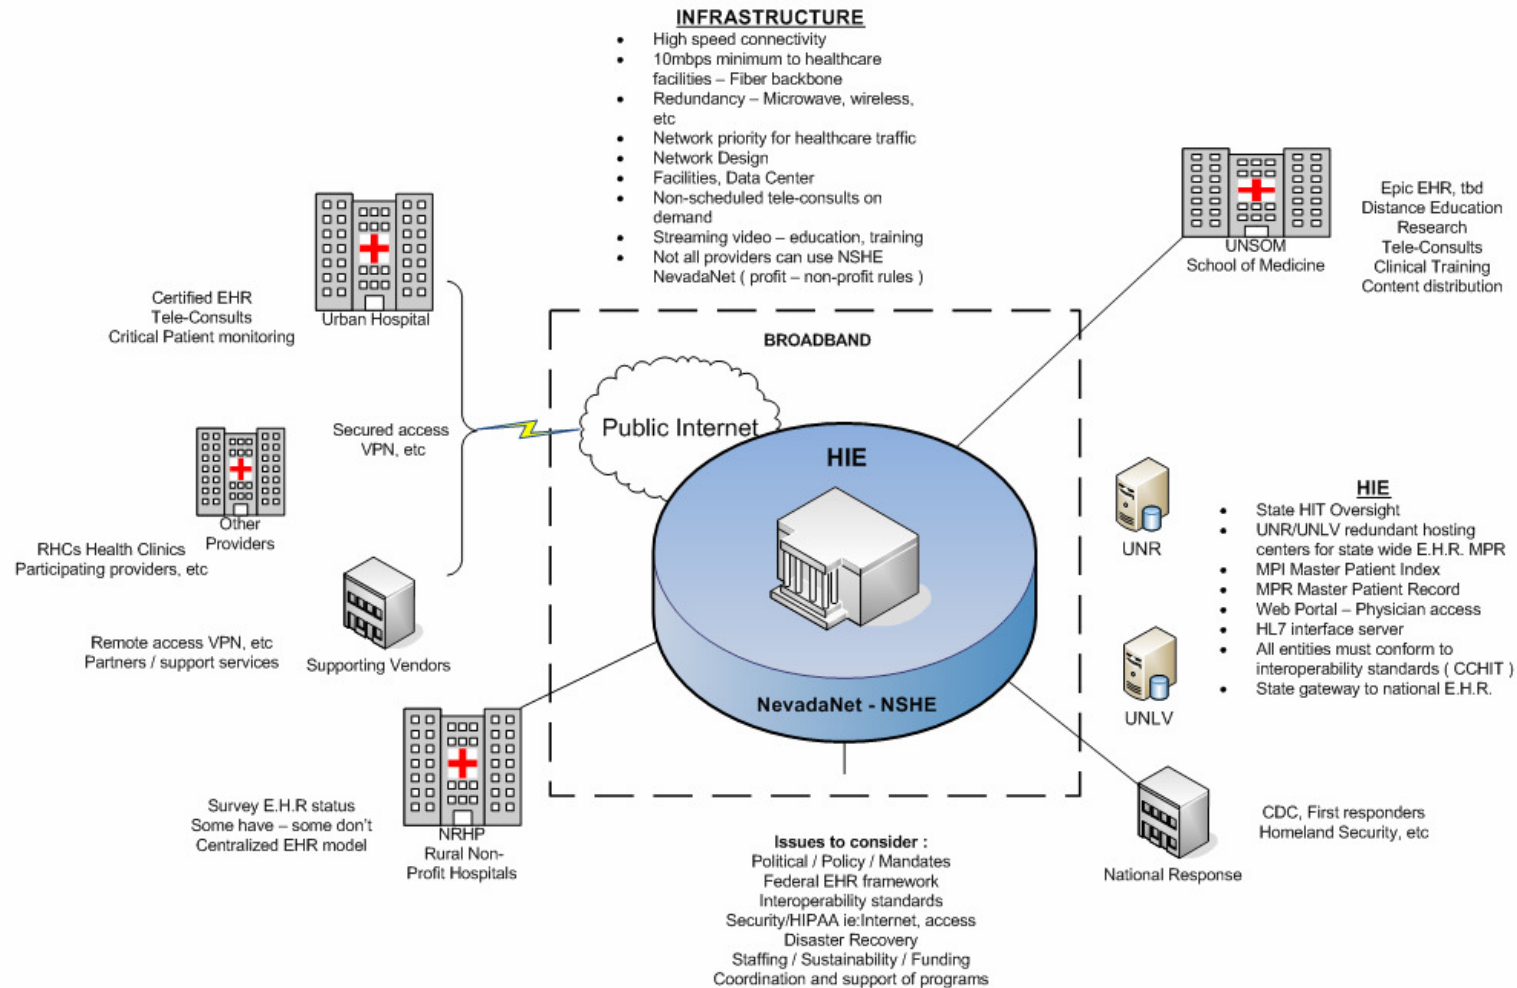 INFRASTRUCTURE
• High speed connectivity
• 10mbps minimum to healthcare
facilities – Fiber backbone
• Redundancy – Microwave, wireless,
etc
• Network priority for healthcare traffic
• Network Design
• Facilities, Data Center
• Non-scheduled tele-consults on
demand
• Streaming video – education, training
• Not all providers can use NSHE
NevadaNet ( profit – non-profit rules )
UNSOM
School of Medicine
Epic EHR, tbd
Distance Education
Research
Tele-Consults
Clinical Training
Content distribution
Certified EHR
Tele-Consults
Critical Patient monitoring
Urban Hospital
BROADBAND
Secured access
VPN, etc
Public Internet
HIE
NevadaNet - NSHE
Other
Providers
RHCs Health Clinics
Participating providers, etc
Remote access VPN, etc
Partners / support services
Supporting Vendors
UNR
UNLV
HIE
• State HIT Oversight
• UNR/UNLV redundant hosting
centers for state wide E.H.R. MPR
• MPI Master Patient Index
• MPR Master Patient Record
• Web Portal – Physician access
• HL7 interface server
• All entities must conform to
interoperability standards ( CCHIT )
• State gateway to national E.H.R.
Survey E.H.R status
Some have – some don't
Centralized EHR model
NRHP
Rural Non-
Profit Hospitals
National Response
CDC, First responders
Homeland Security, etc
Issues to consider :
Political / Policy / Mandates
Federal EHR framework
Interoperability standards
Security/HIPAA ie:Internet, access
Disaster Recovery
Staffing / Sustainability / Funding
Coordination and support of programs